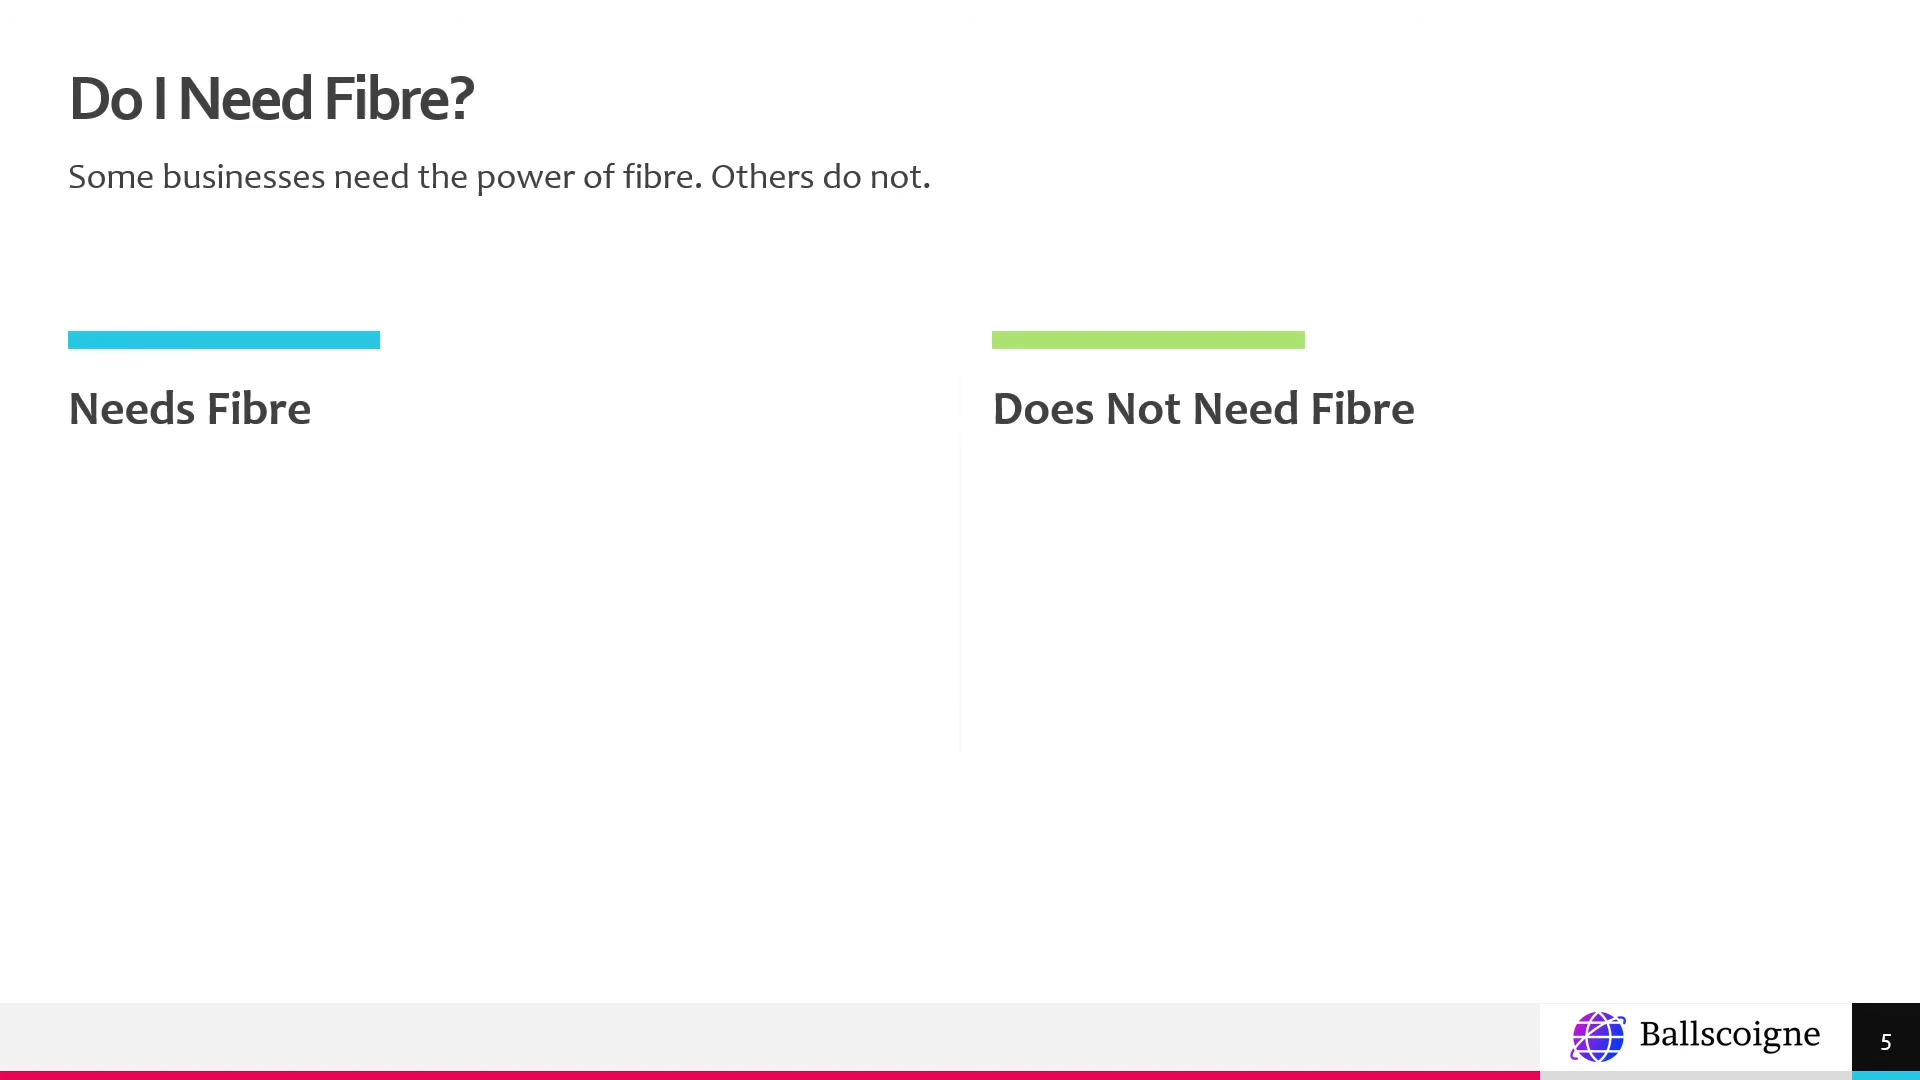 Do I Need Fibre?
Some businesses need the power of fibre. Others do not.
Needs Fibre
Does Not Need Fibre
Ballscoigne
5